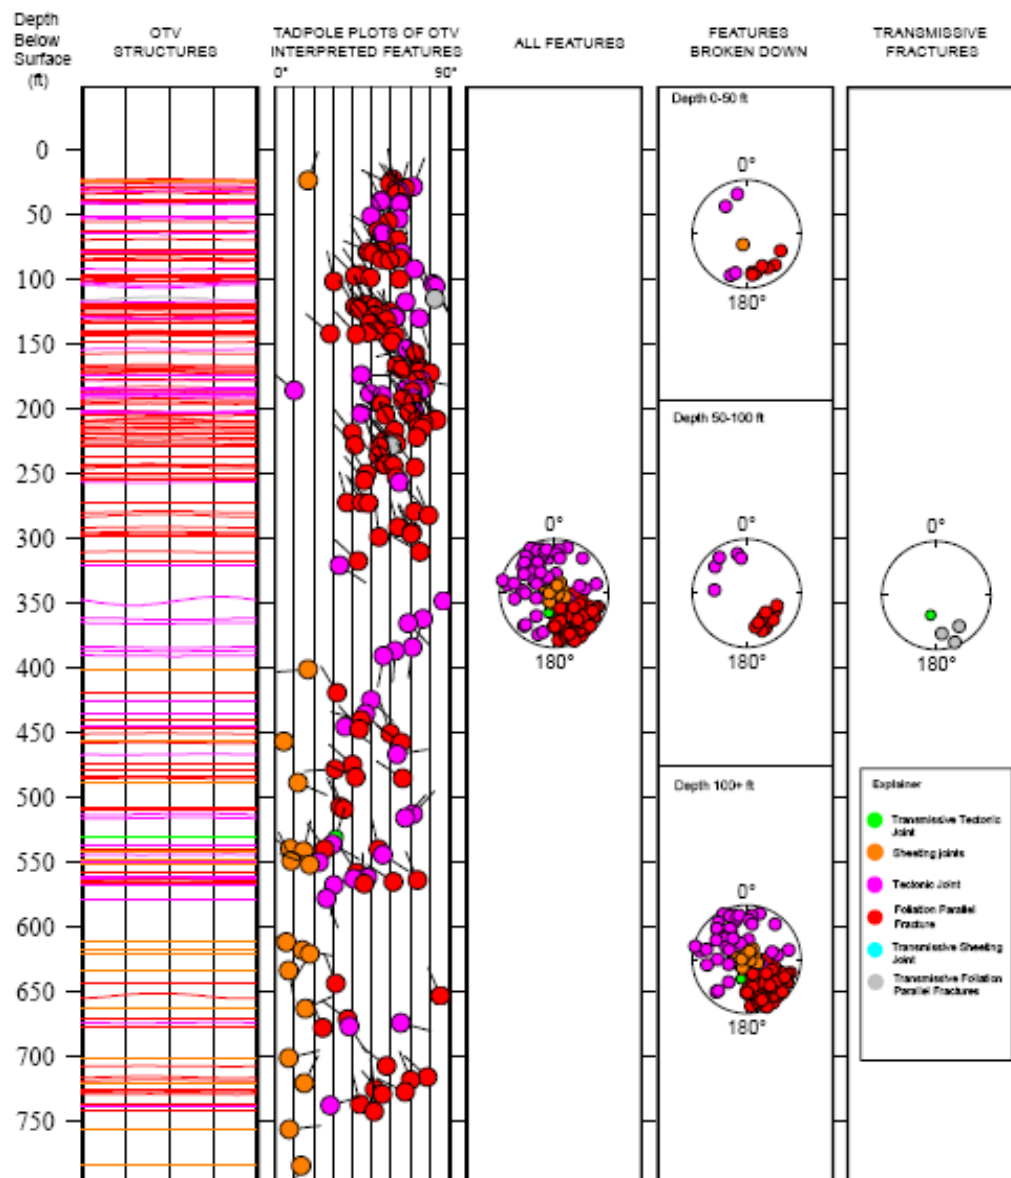 Depth
Below
Surface
(ft)
OTV
STRUCTURES
TADPOLE PLOTS OF OTV
INTERPRETED FEATURES
0°
90°
ALL FEATURES
FEATURES
BROKEN DOWN
TRANSMISSIVE
FRACTURES
0
50
100
150
200
250
300
350
400
450
500
550
600
650
700
750
0°
180°
Depth 0-50 ft
0°
180°
Depth 50-100 ft
0°
180°
Depth 100+ ft
0°
180°
0°
180°
Explainer
Transmissive Tectonic
Joint
Sheeting joints
Tectonic Joint
Foliation Parallel
Fracture
Transmissive Sheeting
Joint
Transmissive Foliation
Parallel Fractures